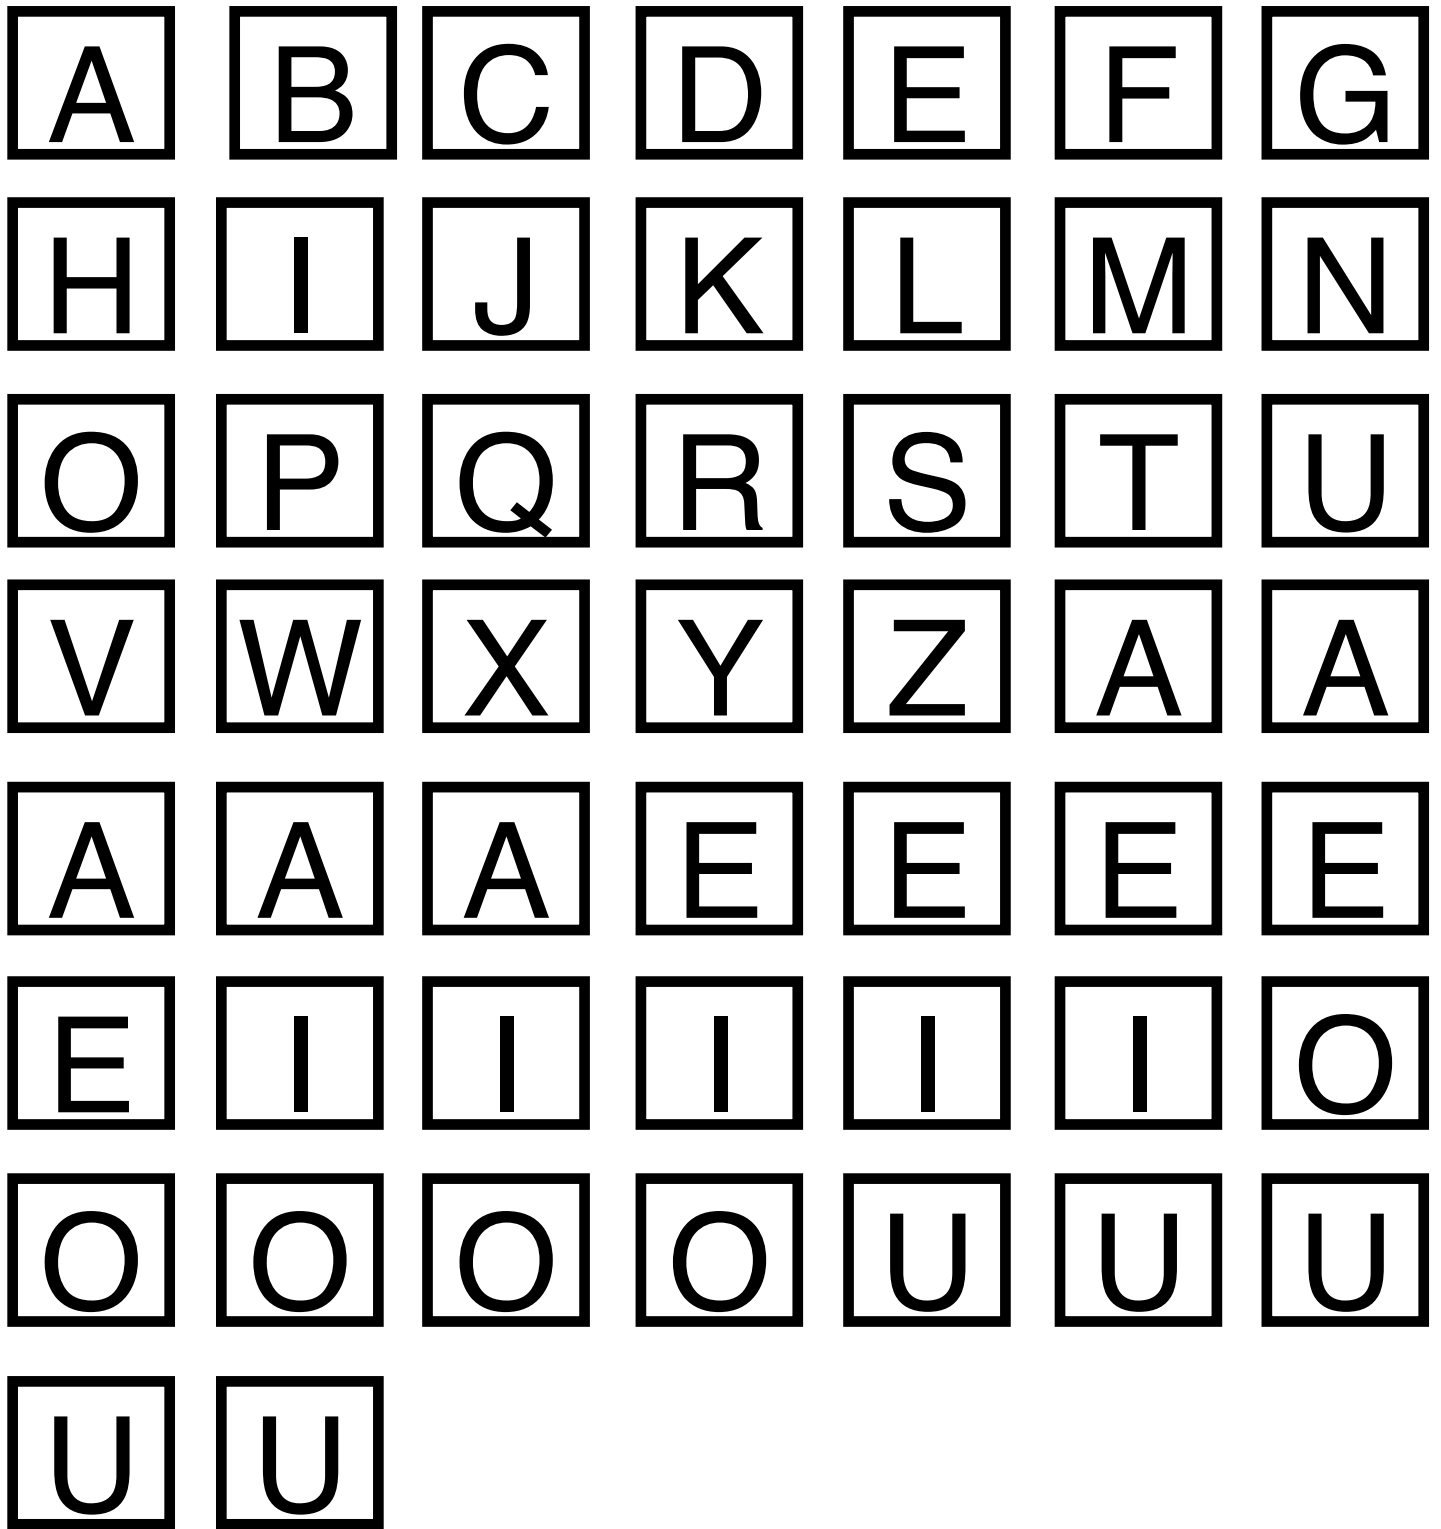 A B C D E F G
H I J K L M N
O P Q R S T U
V W X Y Z A A
A A A E E E E
E I I I I I O
O O O O U U U
U U